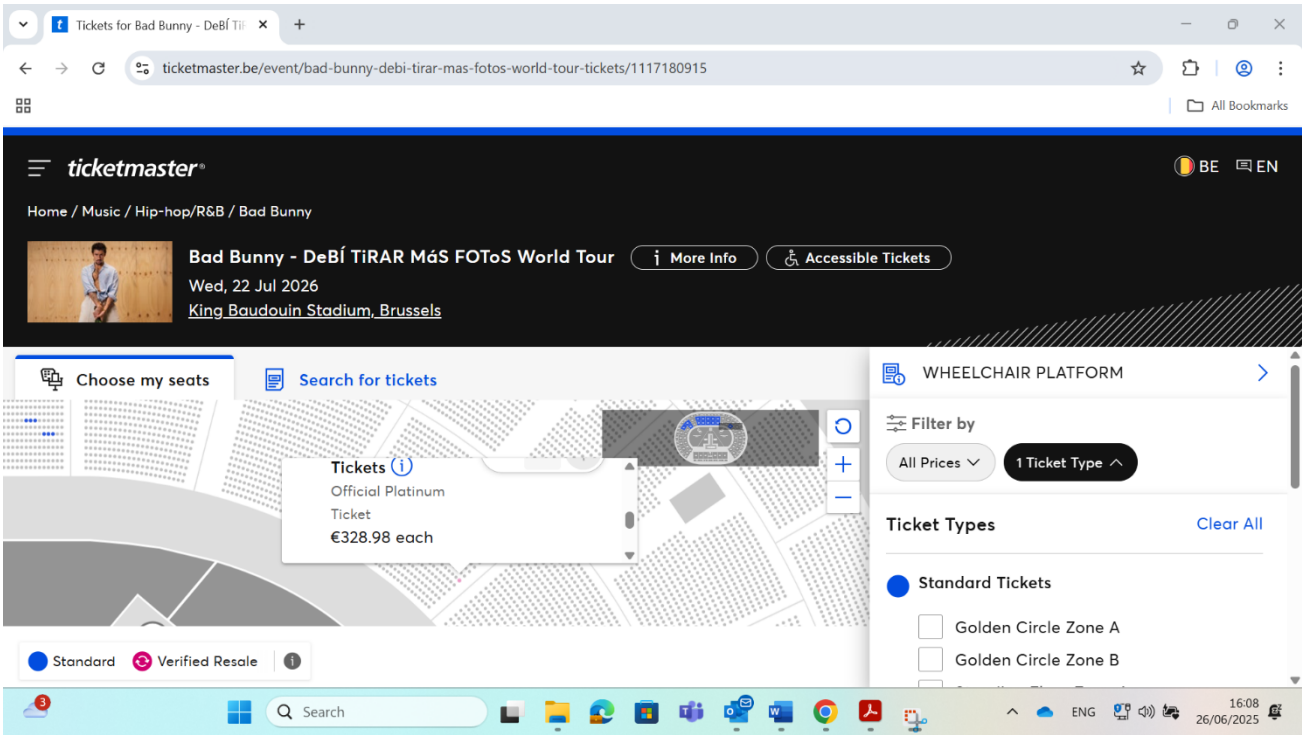 Tickets for Bad Bunny - DeBÍ TiR
ticketmaster.be/event/bad-bunny-debi-tirar-mas-fotos-world-tour-tickets/1117180915
All Bookmarks
ticketmaster
BE EN
Home / Music / Hip-hop/R&B / Bad Bunny
Bad Bunny - DeBÍ TiRAR MáS FOToS World Tour
i More Info
Accessible Tickets
Wed, 22 Jul 2026
King Baudouin Stadium, Brussels
Choose my seats
Search for tickets
Tickets i
Official Platinum
Ticket
€328.98 each
Standard
Verified Resale
i
WHEELCHAIR PLATFORM
Filter by
All Prices
1 Ticket Type
Ticket Types
Clear All
Standard Tickets
Golden Circle Zone A
Golden Circle Zone B
3
Search
ENG
16:08
26/06/2025